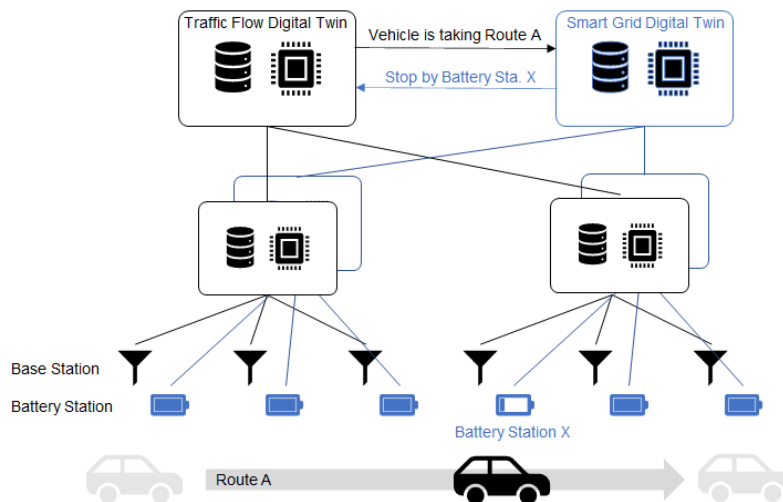 Traffic Flow Digital Twin
Vehicle is taking Route A
Smart Grid Digital Twin
Stop by Battery Sta. X
Base Station
Battery Station
Battery Station X
Route A